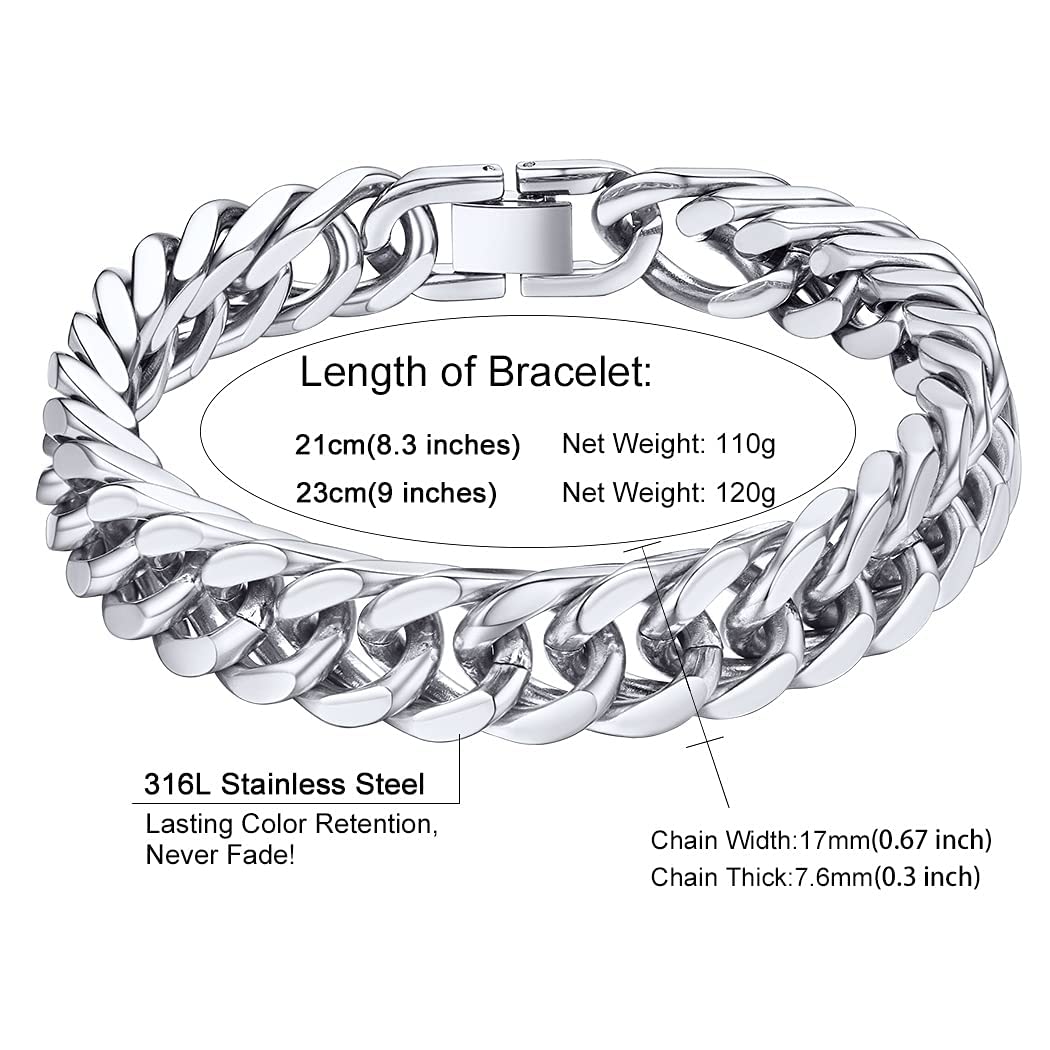 Length of Bracelet:
21cm(8.3 inches) Net Weight: 110g
23cm(9 inches) Net Weight: 120g
316L Stainless Steel
Lasting Color Retention,
Never Fade!
Chain Width:17mm(0.67 inch)
Chain Thick:7.6mm(0.3 inch)